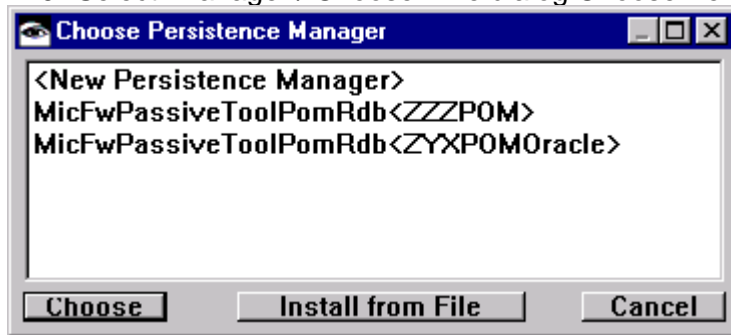 Choose Persistence Manager
<New Persistence Manager>
MicFwPassiveToolPomRdb<ZZZPOM>
MicFwPassiveToolPomRdb<ZYXPOMOracle>
Choose
Install from File
Cancel